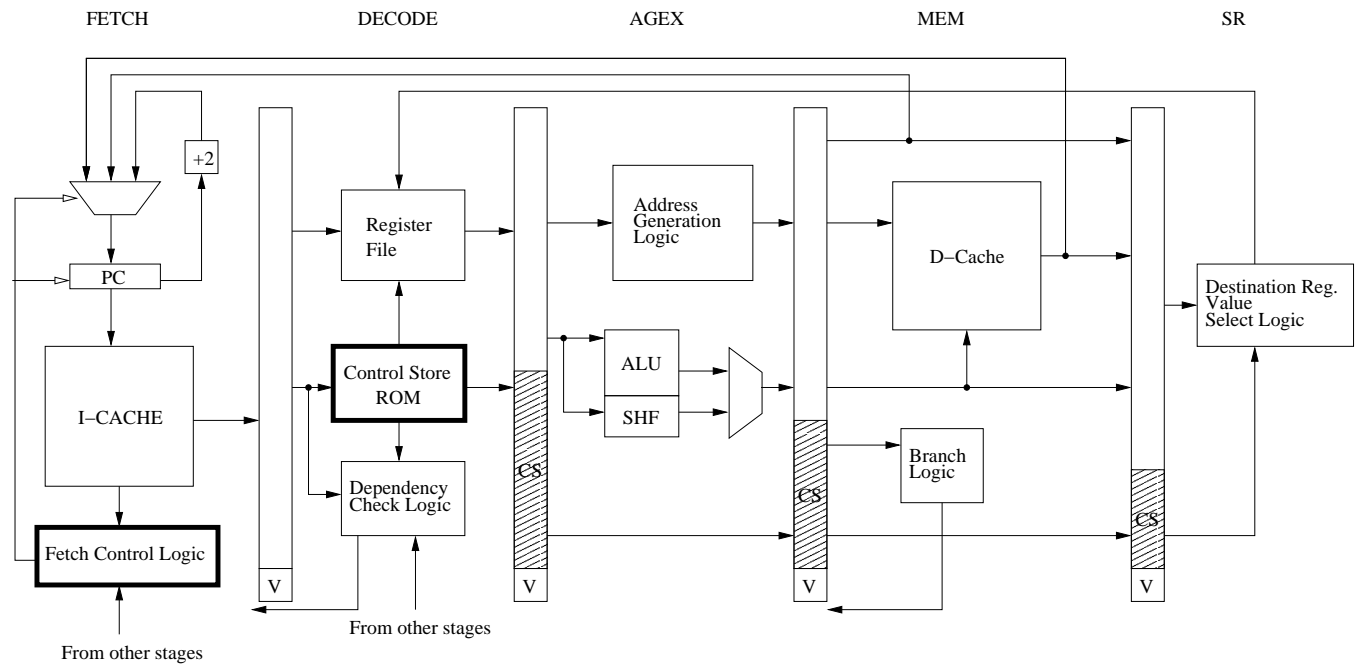 FETCH
DECODE
AGEX
MEM
SR
+2
PC
I-CACHE
Fetch Control Logic
From other stages
V
Register
File
Control Store
ROM
Dependency
Check Logic
From other stages
CS
V
Address
Generation
Logic
ALU
SHF
CS
V
D-Cache
Branch
Logic
CS
V
Destination Reg.
Value
Select Logic